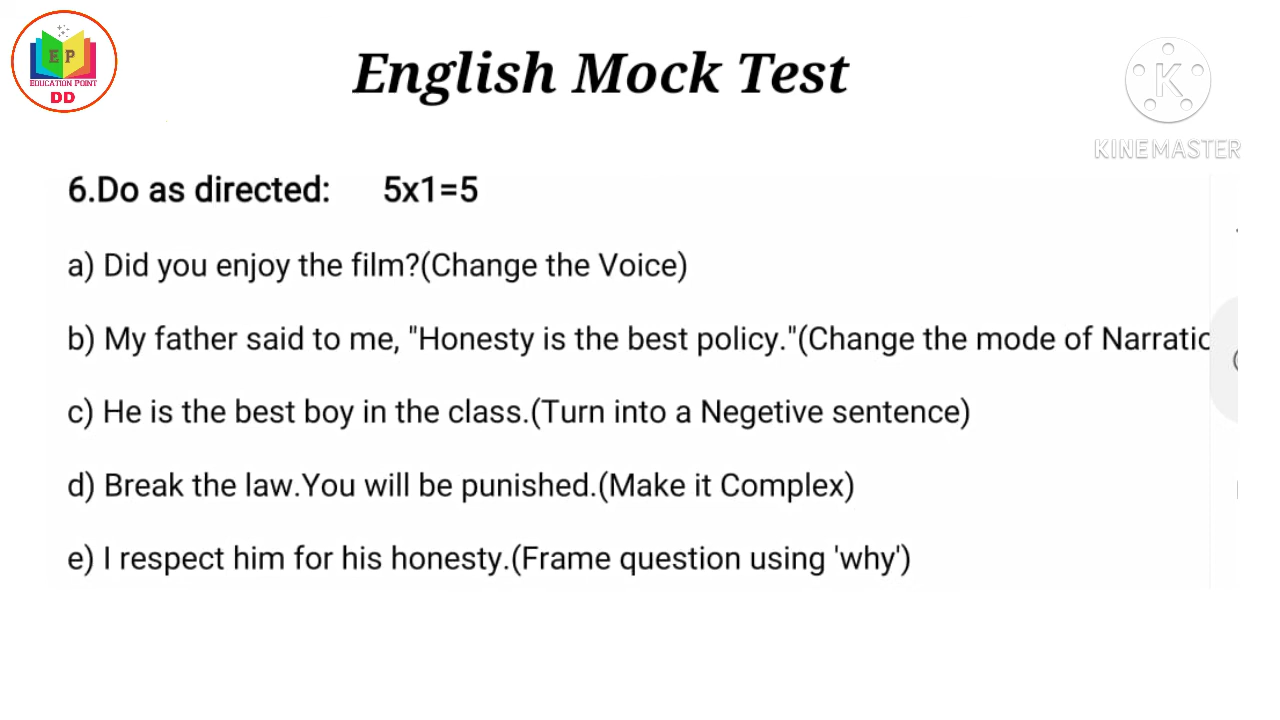 E P
EDUCATION POINT
DD
English Mock Test
K
KINEMASTER
6.Do as directed: 5x1=5
a) Did you enjoy the film?(Change the Voice)
b) My father said to me, "Honesty is the best policy."(Change the mode of Narratic
c) He is the best boy in the class.(Turn into a Negetive sentence)
d) Break the law.You will be punished.(Make it Complex)
e) I respect him for his honesty.(Frame question using 'why')